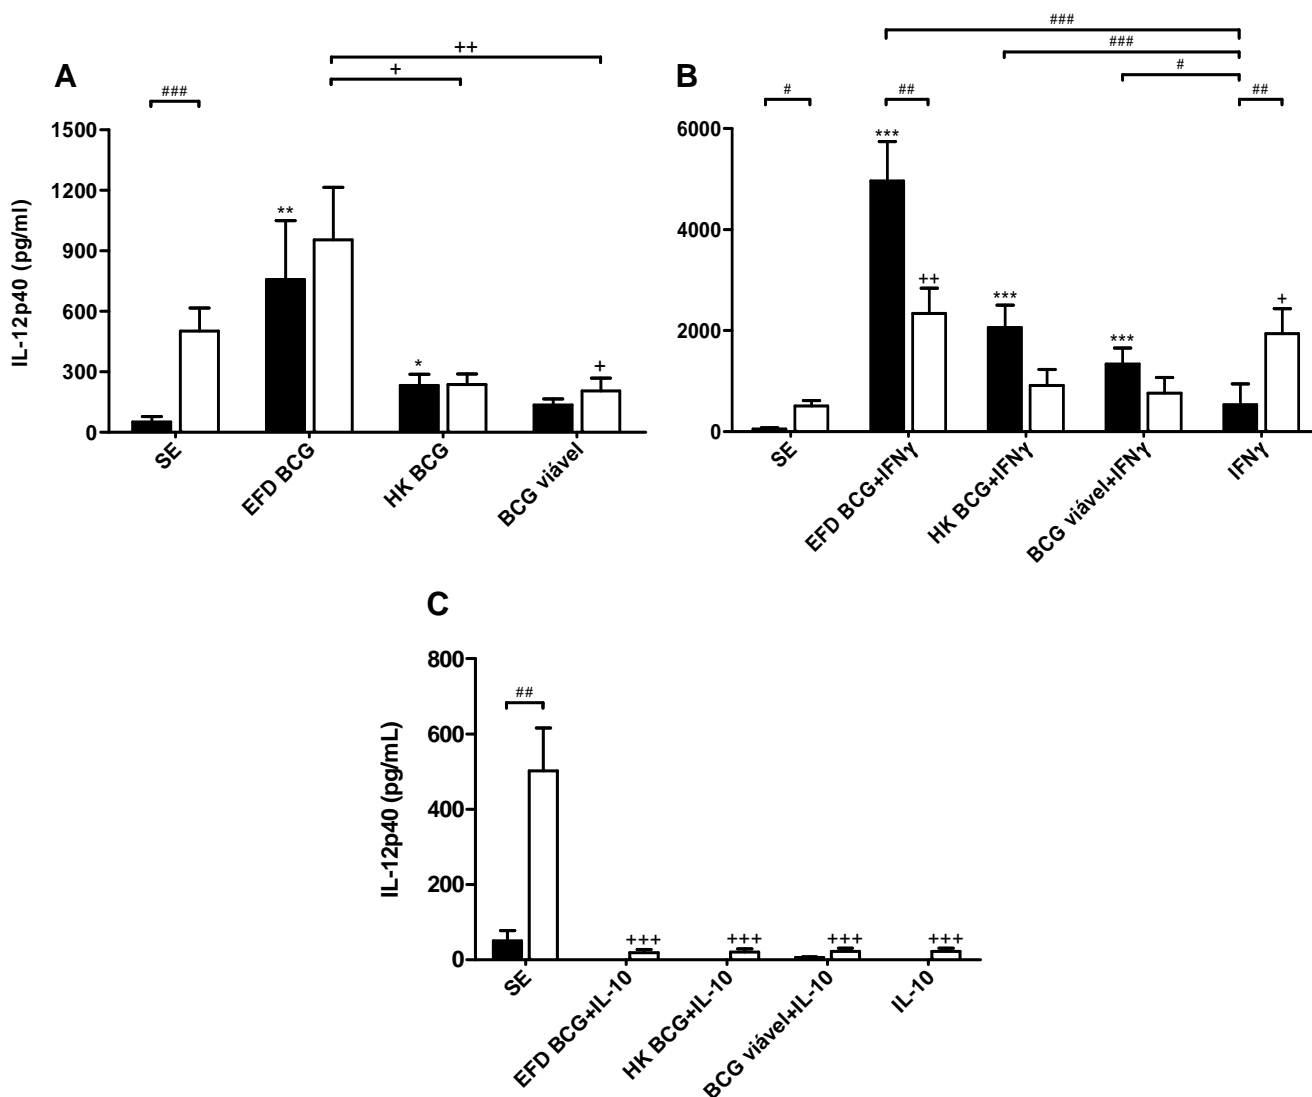 A
++
+
###
1500
1200
900
600
300
0
IL-12p40 (pg/ml)
**
*
+
SE
EFD BCG
HK BCG
BCG viável
B
###
###
#
#
##
##
6000
4000
2000
0
***
++
***
***
+
SE
EFD BCG+IFNγ
HK BCG+IFNγ
BCG viável+IFNγ
IFNγ
C
800
600
400
200
0
IL-12p40 (pg/mL)
##
+++
+++
+++
+++
SE
EFD BCG+IL-10
HK BCG+IL-10
BCG viável+IL-10
IL-10